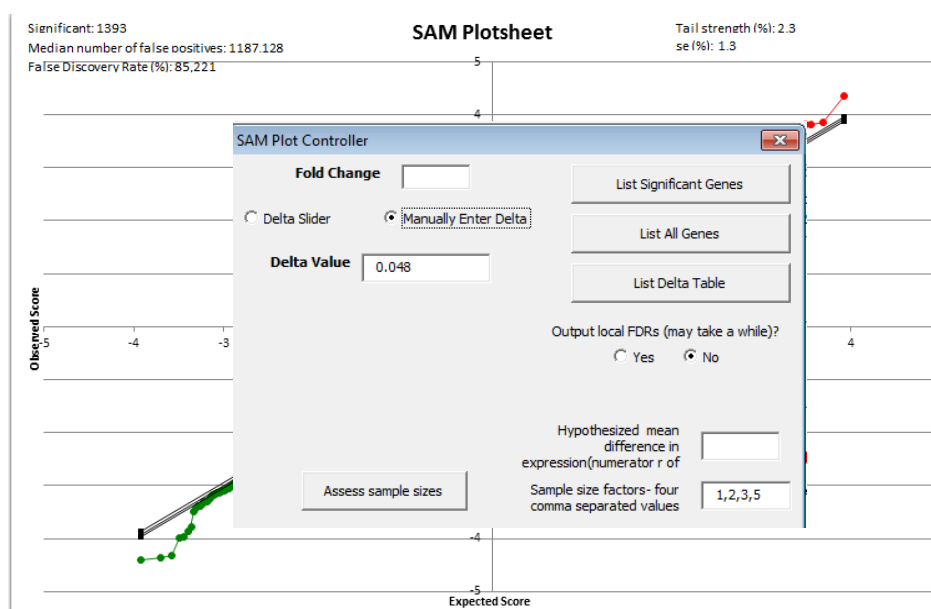 Significant: 1393
Median number of false positives: 1187.128
False Discovery Rate (%): 85,221
SAM Plotsheet
Tail strength (%): 2.3
se (%): 1.3
5
4
SAM Plot Controller
Fold Change
List Significant Genes
Delta Slider
Manually Enter Delta
List All Genes
Delta Value
0.048
List Delta Table
Output local FDRs (may take a while)?
Yes
No
Observed Score
-5
-4
-3
4
Hypothesized mean
difference in
expression(numerator r of
Assess sample sizes
Sample size factors- four
comma separated values
1,2,3,5
-4
-5
Expected Score